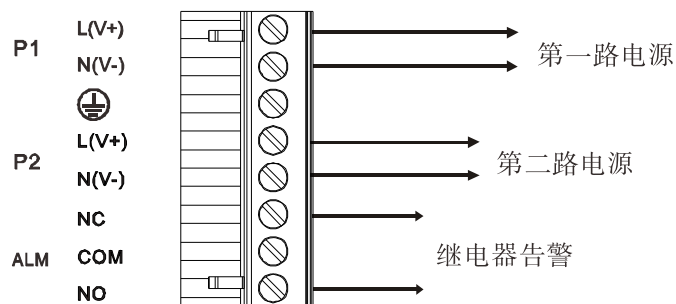 P1 L(V+) 第一路电源
N(V-)
P2 L(V+) 第二路电源
N(V-)
NC
ALM COM 继电器告警
NO